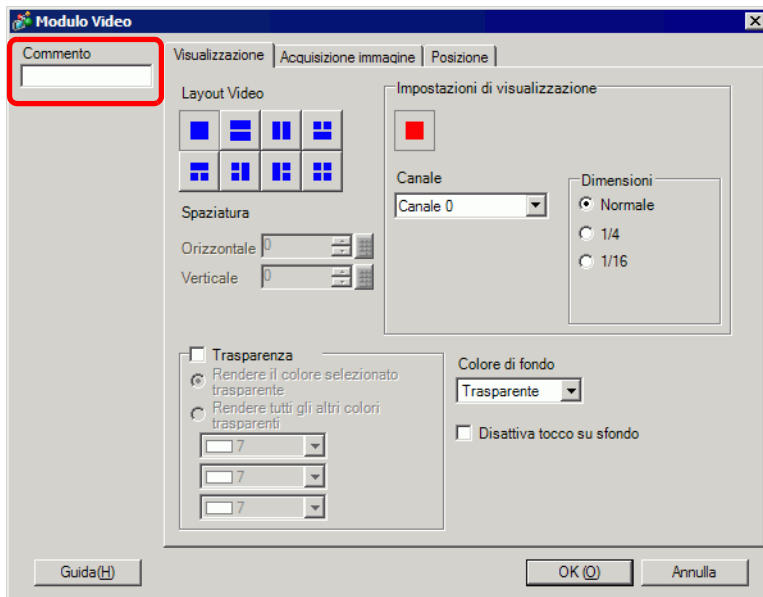 Modulo Video
Commento
Visualizzazione
Acquisizione immagine
Posizione
Layout Video
Impostazioni di visualizzazione
Canale
Canale 0
Dimensioni
Normale
1/4
1/16
Spaziatura
Orizzontale 0
Verticale 0
Trasparenza
Rendere il colore selezionato
trasparente
Rendere tutti gli altri colori
trasparenti
7
7
7
Colore di fondo
Trasparente
Disattiva tocco su sfondo
Guida(H)
OK (O)
Annulla